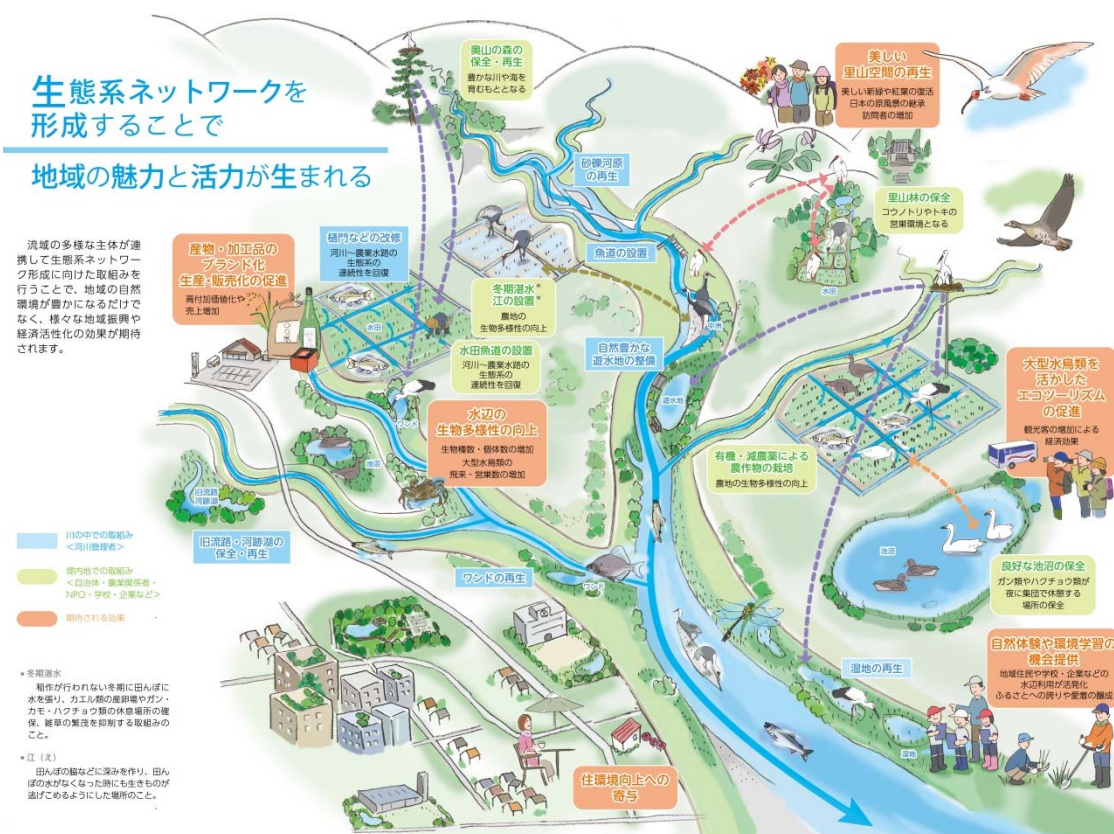 生態系ネットワークを
形成することで
地域の魅力と活力が生まれる
流域の多様な主体が連
携して生態系ネットワー
ク形成に向けた取組みを
行うことで、地域の自然
環境が豊かになるだけで
なく、様々な地域振興や
経済活性化の効果が期待
されます。
奥山の森の
保全・再生
豊かな川や海を
育むもととなる
美しい
里山空間の再生
美しい新緑や紅葉の復活
日本の原風景の継承
訪問者の増加
砂礫河原
の再生
里山林の保全
コウノトリやトキの
営巣環境となる
水田
産物・加工品の
ブランド化
生産・販売化の促進
高付加価値化や
売上増加
樋門などの改修
河川～農業水路の
生態系の
連続性を回復
水田
魚道の設置
冬期湛水*
江の設置*
農地の
生物多様性の向上
中洲
自然豊かな
遊水地の整備
遊水地
水田魚道の設置
河川～農業水路の
生態系の
連続性を回復
ワンド
水辺の
生物多様性の向上
生物種数・個体数の増加
大型水鳥類の
飛来・営巣数の増加
池沼
大型水鳥類を
活かした
エコツーリズム
の促進
観光客の増加による
経済効果
有機・減農薬による
農作物の栽培
農地の生物多様性の向上
旧流路
河跡湖
旧流路・河跡湖の
保全・再生
ワンドの再生
ワンド
池沼
良好な池沼の保全
ガン類やハクチョウ類が
夜に集団で休憩する
場所の保全
川の中での取組み
＜河川管理者＞
堤内地での取組み
＜自治体・農業関係者・
NPO・学校・企業など＞
期待される効果
湿地の再生
湿地
自然体験や環境学習の
機会提供
地域住民や学校・企業などの
水辺利用が活発化
ふるさとへの誇りや愛着の醸成
住環境向上への
寄与
*冬期湛水
稲作が行われない冬期に田んぼに
水を張り、カエル類の産卵場やガン・
カモ・ハクチョウ類の休息場所の確
保、雑草の繁茂を抑制する取組みの
こと。
*江（え）
田んぼの脇などに深みを作り、田ん
ぼの水がなくなった時にも生きものが
逃げこめるようにした場所のこと。